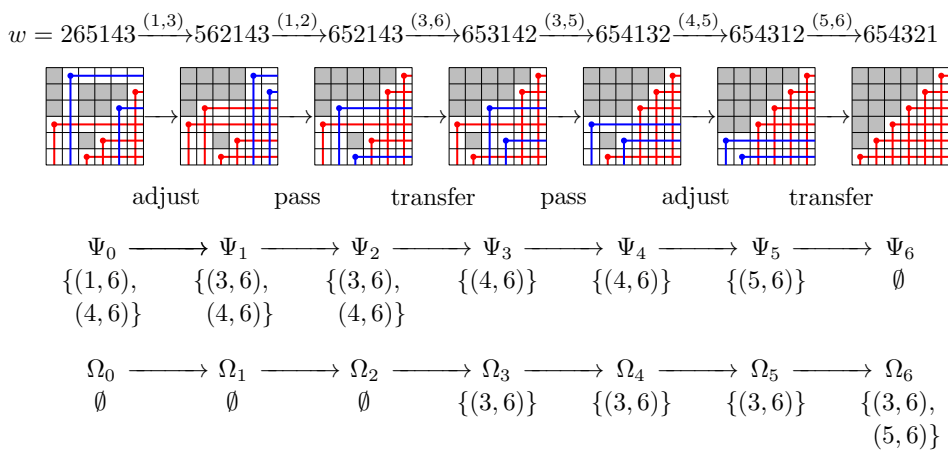 w = 265143 —(1,3)→ 562143 —(1,2)→ 652143 —(3,6)→ 653142 —(3,5)→ 654132 —(4,5)→ 654312 —(5,6)→ 654321
adjust pass transfer pass adjust transfer
Ψ₀ → Ψ₁ → Ψ₂ → Ψ₃ → Ψ₄ → Ψ₅ → Ψ₆
{(1, 6), {(3, 6), {(3, 6), {(4, 6)} {(4, 6)} {(5, 6)} ∅
(4, 6)} (4, 6)} (4, 6)}
Ω₀ → Ω₁ → Ω₂ → Ω₃ → Ω₄ → Ω₅ → Ω₆
∅ ∅ ∅ {(3, 6)} {(3, 6)} {(3, 6)} {(3, 6),
(5, 6)}